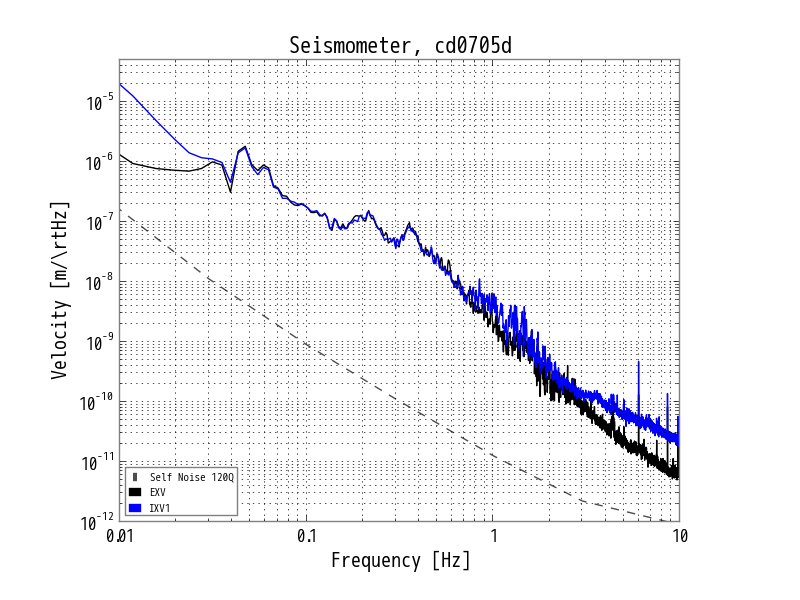 Seismometer, cd0705d
Velocity [m/\rtHz]
10-5
10-6
10-7
10-8
10-9
10-10
10-11
10-12
Self Noise 120Q
EXV
IXV1
0.01 0.1 1 10
Frequency [Hz]